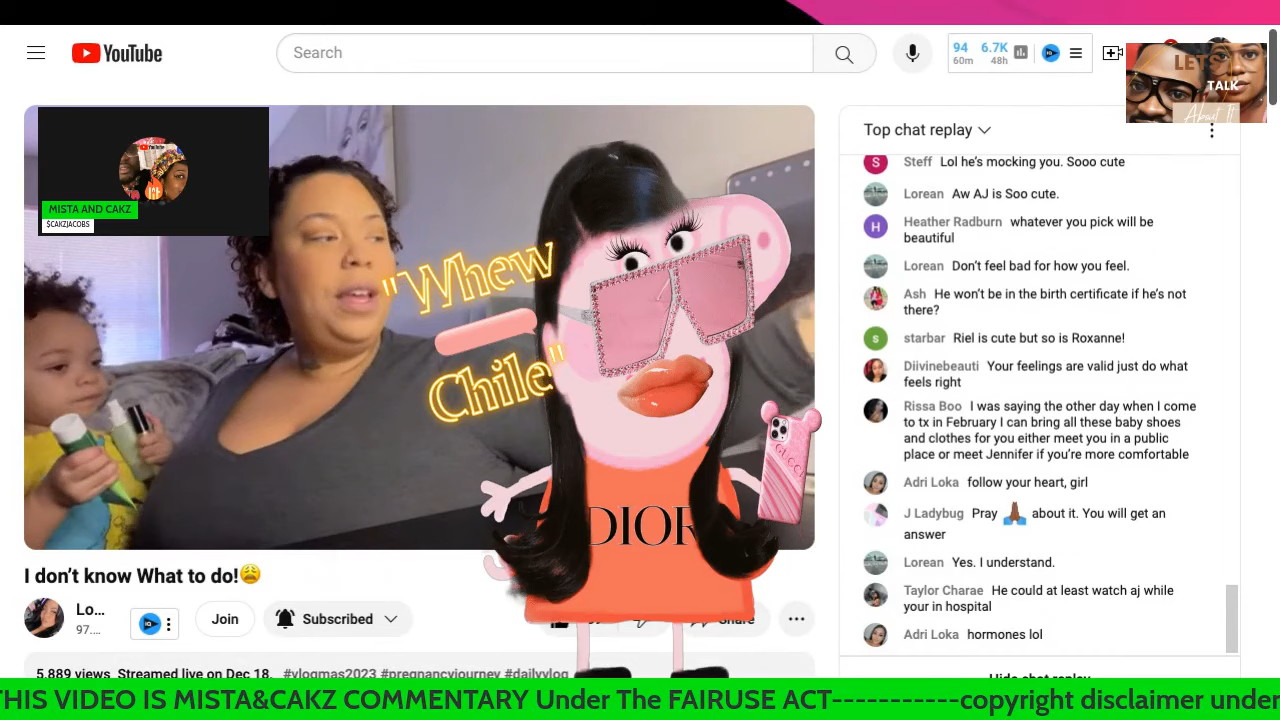 YouTube
Search
94 6.7K
60m 48h
LETS
TALK
About It
MISTA AND CAKZ
$CAKZJACOBS
"Whew
Chile"
DIOR
GUCCI
Top chat replay
Steff Lol he's mocking you. Sooo cute
Lorean Aw AJ is Soo cute.
Heather Radburn whatever you pick will be
beautiful
Lorean Don't feel bad for how you feel.
Ash He won't be in the birth certificate if he's not
there?
starbar Riel is cute but so is Roxanne!
Diivinebeauti Your feelings are valid just do what
feels right
Rissa Boo I was saying the other day when I come
to tx in February I can bring all these baby shoes
and clothes for you either meet you in a public
place or meet Jennifer if you're more comfortable
Adri Loka follow your heart, girl
J Ladybug Pray 🙏🏾 about it. You will get an
answer
Lorean Yes. I understand.
Taylor Charae He could at least watch aj while
your in hospital
Adri Loka hormones lol
Hide chat replay
I don't know What to do!😩
Lo...
97....
Join
Subscribed
Share
5,889 views Streamed live on Dec 18, #vlogmas2023 #pregnancyjourney #dailyvlog
THIS VIDEO IS MISTA&CAKZ COMMENTARY Under The FAIRUSE ACT-----------copyright disclaimer under